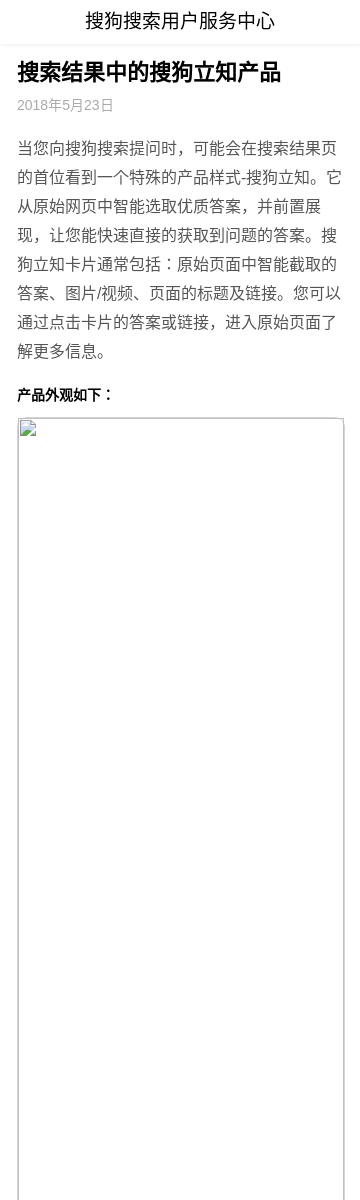 搜狗搜索用户服务中心
搜索结果中的搜狗立知产品
2018年5月23日
当您向搜狗搜索提问时，可能会在搜索结果页
的首位看到一个特殊的产品样式-搜狗立知。它
从原始网页中智能选取优质答案，并前置展
现，让您能快速直接的获取到问题的答案。搜
狗立知卡片通常包括：原始页面中智能截取的
答案、图片/视频、页面的标题及链接。您可以
通过点击卡片的答案或链接，进入原始页面了
解更多信息。
产品外观如下：